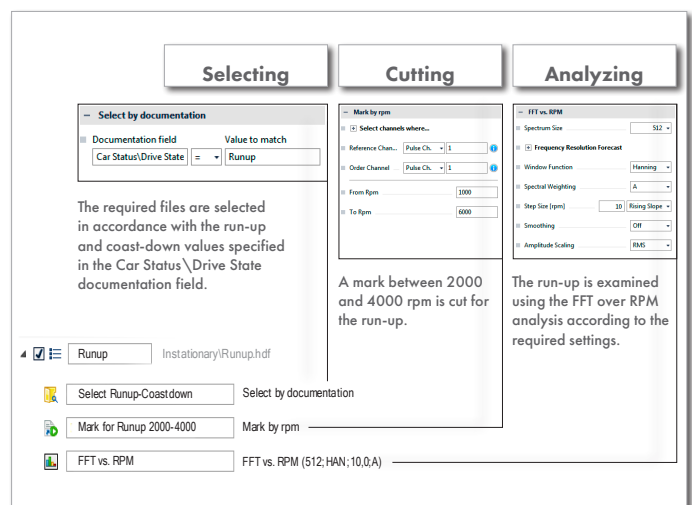 Selecting
Cutting
Analyzing
− Select by documentation
Documentation field Value to match
Car Status\Drive State = Runup
The required files are selected
in accordance with the run-up
and coast-down values specified
in the Car Status\Drive State
documentation field.
− Mark by rpm
+ Select channels where...
Reference Chan... Pulse Ch. 1
Order Channel Pulse Ch. 1
From Rpm 1000
To Rpm 6000
A mark between 2000
and 4000 rpm is cut for
the run-up.
− FFT vs. RPM
Spectrum Size 512
+ Frequency Resolution Forecast
Window Function Hanning
Spectral Weighting A
Step Size [rpm] 10 Rising Slope
Smoothing Off
Amplitude Scaling RMS
The run-up is examined
using the FFT over RPM
analysis according to the
required settings.
Runup Instationary\Runup.hdf
Select Runup-Coastdown Select by documentation
Mark for Runup 2000-4000 Mark by rpm
FFT vs. RPM FFT vs. RPM (512; HAN; 10,0;A)